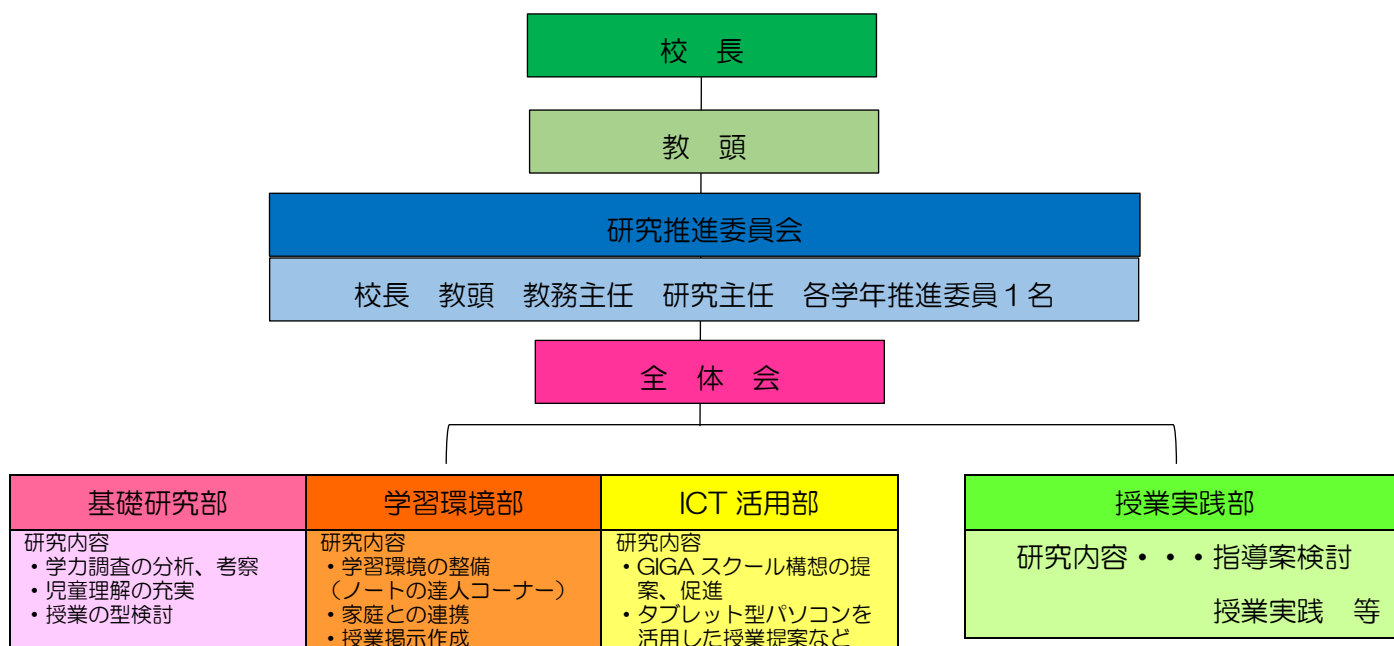 校　長
教　頭
研究推進委員会
校長　教頭　教務主任　研究主任　各学年推進委員１名
全　体　会
基礎研究部
研究内容
・学力調査の分析、考察
・児童理解の充実
・授業の型検討
学習環境部
研究内容
・学習環境の整備
（ノートの達人コーナー）
・家庭との連携
・授業掲示作成
ICT 活用部
研究内容
・GIGA スクール構想の提
案、促進
・タブレット型パソコンを
活用した授業提案など
授業実践部
研究内容・・・指導案検討
授業実践　等